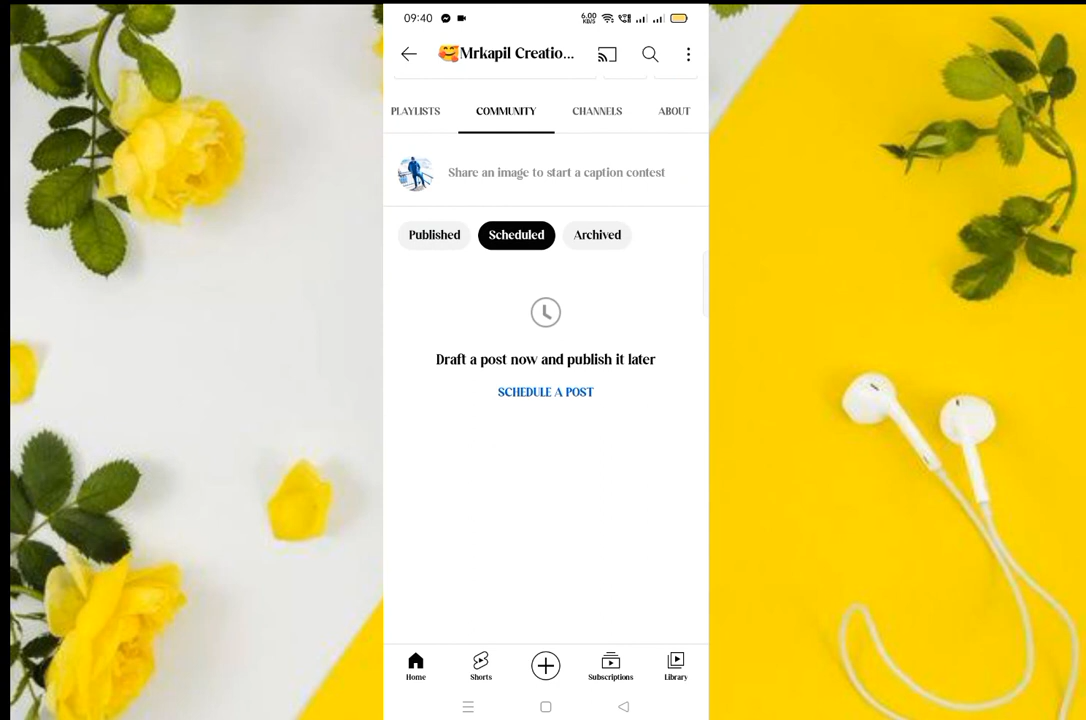 09:40
6.00
KB/S
🥰Mrkapil Creatio...
PLAYLISTS COMMUNITY CHANNELS ABOUT
Share an image to start a caption contest
Published Scheduled Archived
Draft a post now and publish it later
SCHEDULE A POST
Home Shorts Subscriptions Library